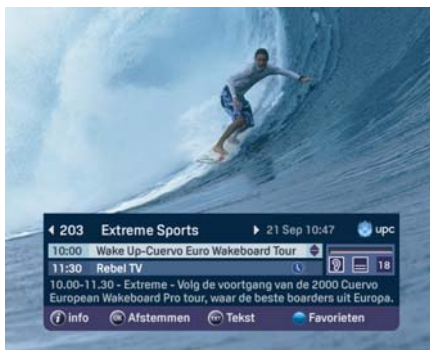 203 Extreme Sports 21 Sep 10:47 upc
10:00 Wake Up-Cuervo Euro Wakeboard Tour
11:30 Rebel TV
18
10.00-11.30 - Extreme - Volg de voortgang van de 2000 Cuervo
European Wakeboard Pro tour, waar de beste boarders uit Europa.
i info OK Afstemmen TXT Tekst Favorieten